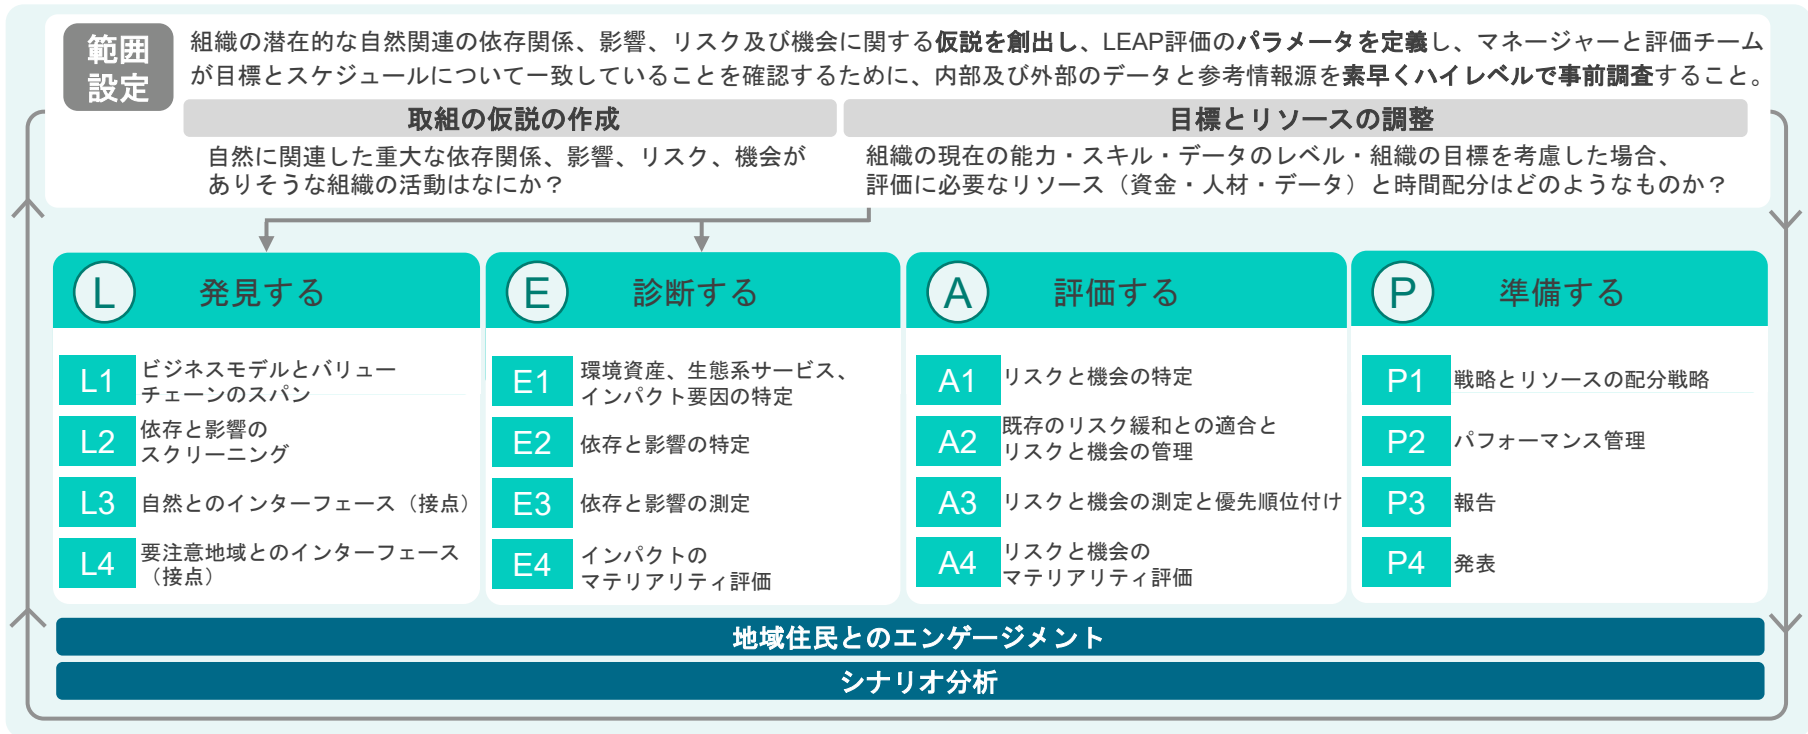 範囲
設定
組織の潜在的な自然関連の依存関係、影響、リスク及び機会に関する仮説を創出し、LEAP評価のパラメータを定義し、マネージャーと評価チーム
が目標とスケジュールについて一致していることを確認するために、内部及び外部のデータと参考情報源を素早くハイレベルで事前調査すること。
取組の仮説の作成
自然に関連した重大な依存関係、影響、リスク、機会が
ありそうな組織の活動はなにか？
目標とリソースの調整
組織の現在の能力・スキル・データのレベル・組織の目標を考慮した場合、
評価に必要なリソース（資金・人材・データ）と時間配分はどのようなものか？
L 発見する
L1 ビジネスモデルとバリュー
チェーンのスパン
L2 依存と影響の
スクリーニング
L3 自然とのインターフェース（接点）
L4 要注意地域とのインターフェース
（接点）
E 診断する
E1 環境資産、生態系サービス、
インパクト要因の特定
E2 依存と影響の特定
E3 依存と影響の測定
E4 インパクトの
マテリアリティ評価
A 評価する
A1 リスクと機会の特定
A2 既存のリスク緩和との適合と
リスクと機会の管理
A3 リスクと機会の測定と優先順位付け
A4 リスクと機会の
マテリアリティ評価
P 準備する
P1 戦略とリソースの配分戦略
P2 パフォーマンス管理
P3 報告
P4 発表
地域住民とのエンゲージメント
シナリオ分析